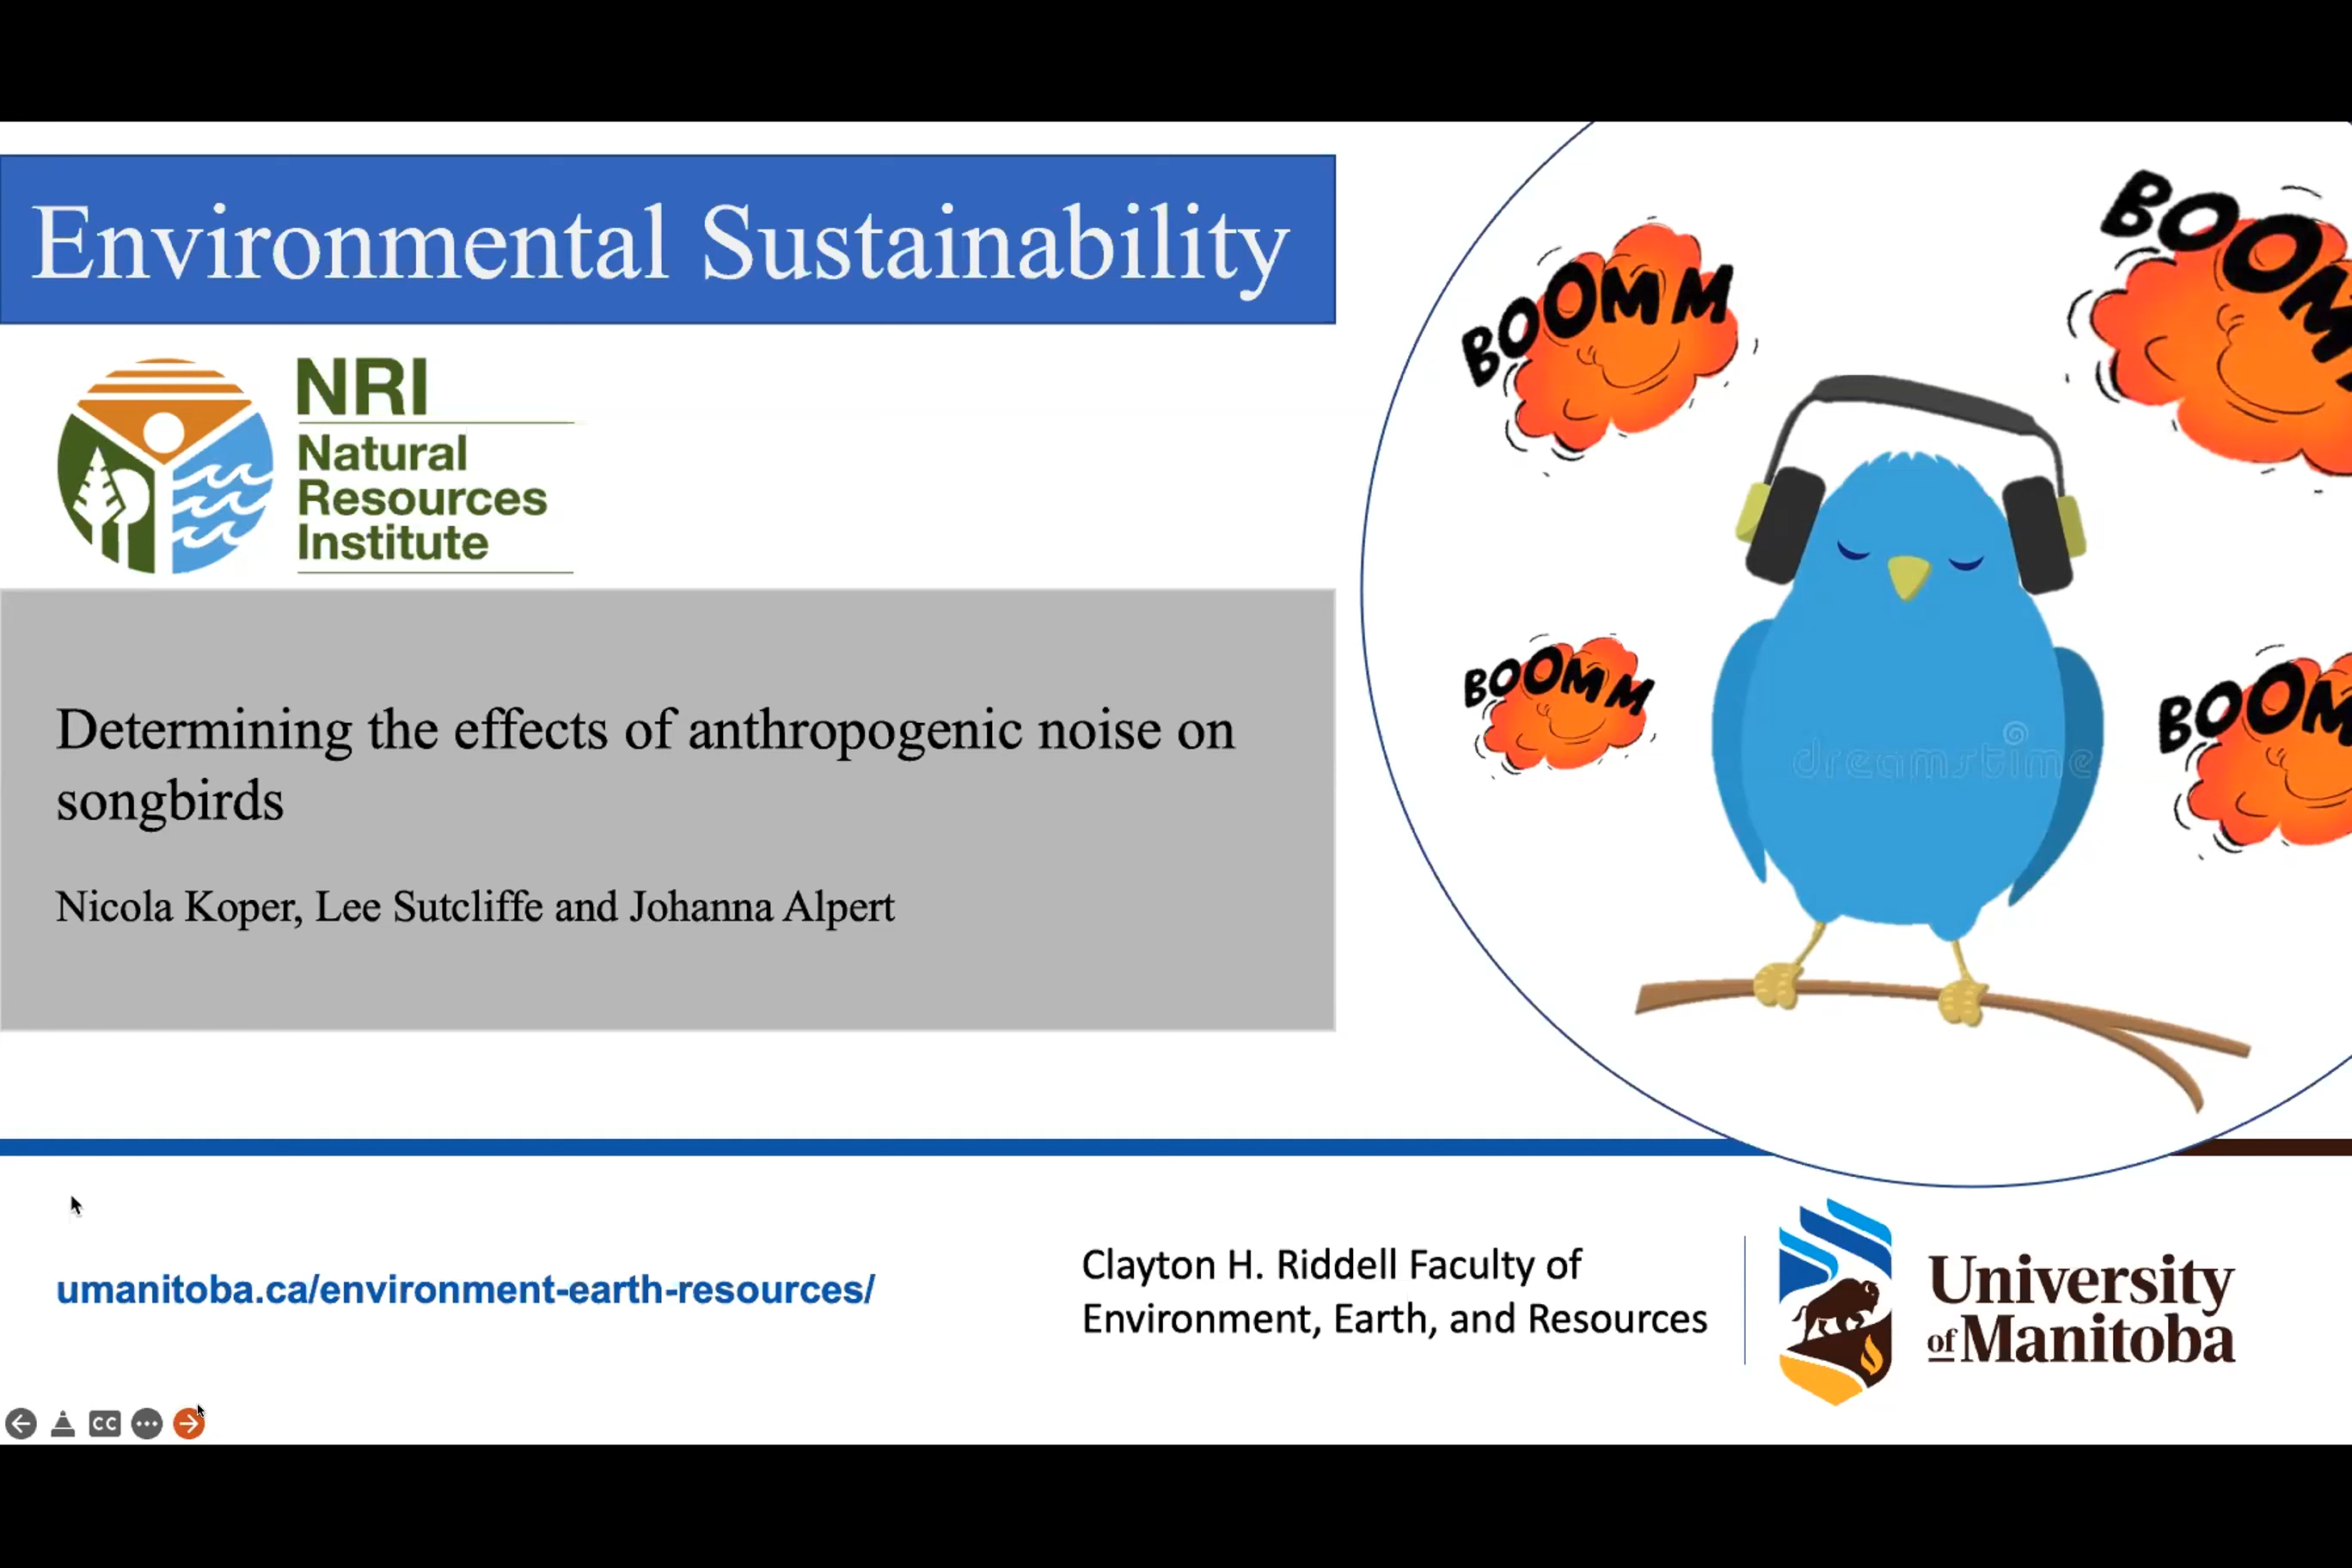 Environmental Sustainability
NRI
Natural
Resources
Institute
Determining the effects of anthropogenic noise on
songbirds
Nicola Koper, Lee Sutcliffe and Johanna Alpert
BOOMM
BOOM
BOOMM
BOOM
dreamstime
umanitoba.ca/environment-earth-resources/
Clayton H. Riddell Faculty of
Environment, Earth, and Resources
University
of Manitoba
CC